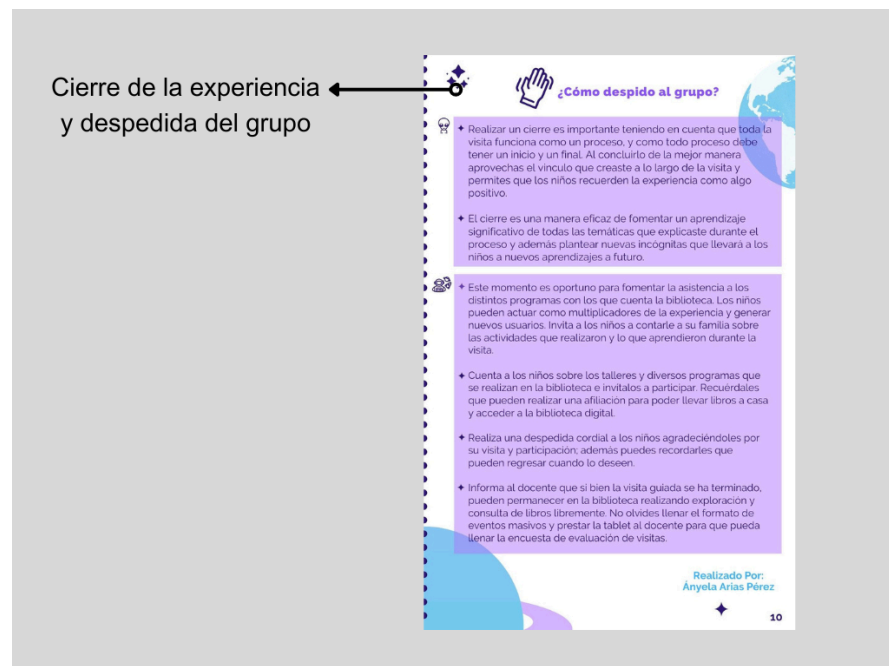 Cierre de la experiencia
y despedida del grupo
¿Cómo despido al grupo?
Realizar un cierre es importante teniendo en cuenta que toda la
visita funciona como un proceso, y como todo proceso debe
tener un inicio y un final. Al concluirlo de la mejor manera
aprovechas el vínculo que creaste a lo largo de la visita y
permites que los niños recuerden la experiencia como algo
positivo.
El cierre es una manera eficaz de fomentar un aprendizaje
significativo de todas las temáticas que explicaste durante el
proceso y además plantear nuevas incógnitas que llevará a los
niños a nuevos aprendizajes a futuro.
Este momento es oportuno para fomentar la asistencia a los
distintos programas con los que cuenta la biblioteca. Los niños
pueden actuar como multiplicadores de la experiencia y generar
nuevos usuarios. Invita a los niños a contarle a su familia sobre
las actividades que realizaron y lo que aprendieron durante la
visita.
Cuenta a los niños sobre los talleres y diversos programas que
se realizan en la biblioteca e invítalos a participar. Recuérdales
que pueden realizar una afiliación para poder llevar libros a casa
y acceder a la biblioteca digital.
Realiza una despedida cordial a los niños agradeciéndoles por
su visita y participación; además puedes recordarles que
pueden regresar cuando lo deseen.
Informa al docente que si bien la visita guiada se ha terminado,
pueden permanecer en la biblioteca realizando exploración y
consulta de libros libremente. No olvides llenar el formato de
eventos masivos y prestar la tablet al docente para que pueda
llenar la encuesta de evaluación de visitas.
Realizado Por:
Ányela Arias Pérez
10